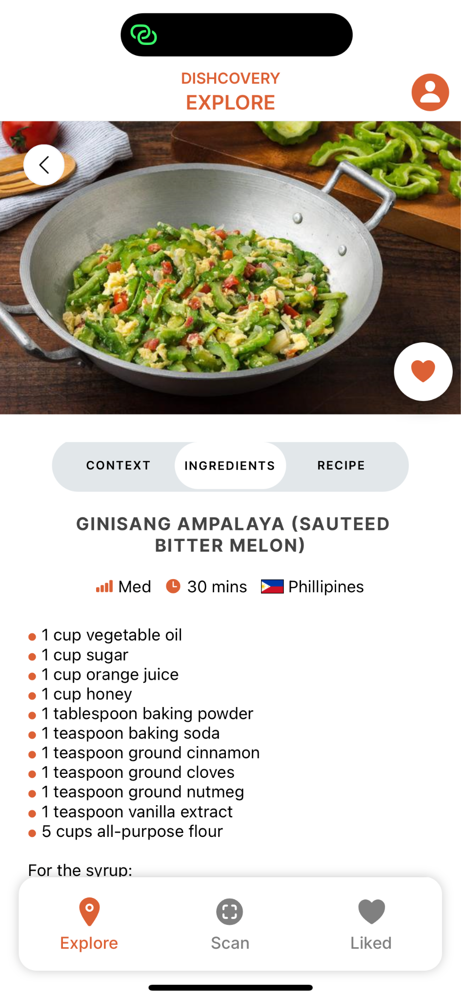 DISHCOVERY
EXPLORE
CONTEXT INGREDIENTS RECIPE
GINISANG AMPALAYA (SAUTEED
BITTER MELON)
Med 30 mins Phillipines
1 cup vegetable oil
1 cup sugar
1 cup orange juice
1 cup honey
1 tablespoon baking powder
1 teaspoon baking soda
1 teaspoon ground cinnamon
1 teaspoon ground cloves
1 teaspoon ground nutmeg
1 teaspoon vanilla extract
5 cups all-purpose flour
For the syrup:
Explore Scan Liked